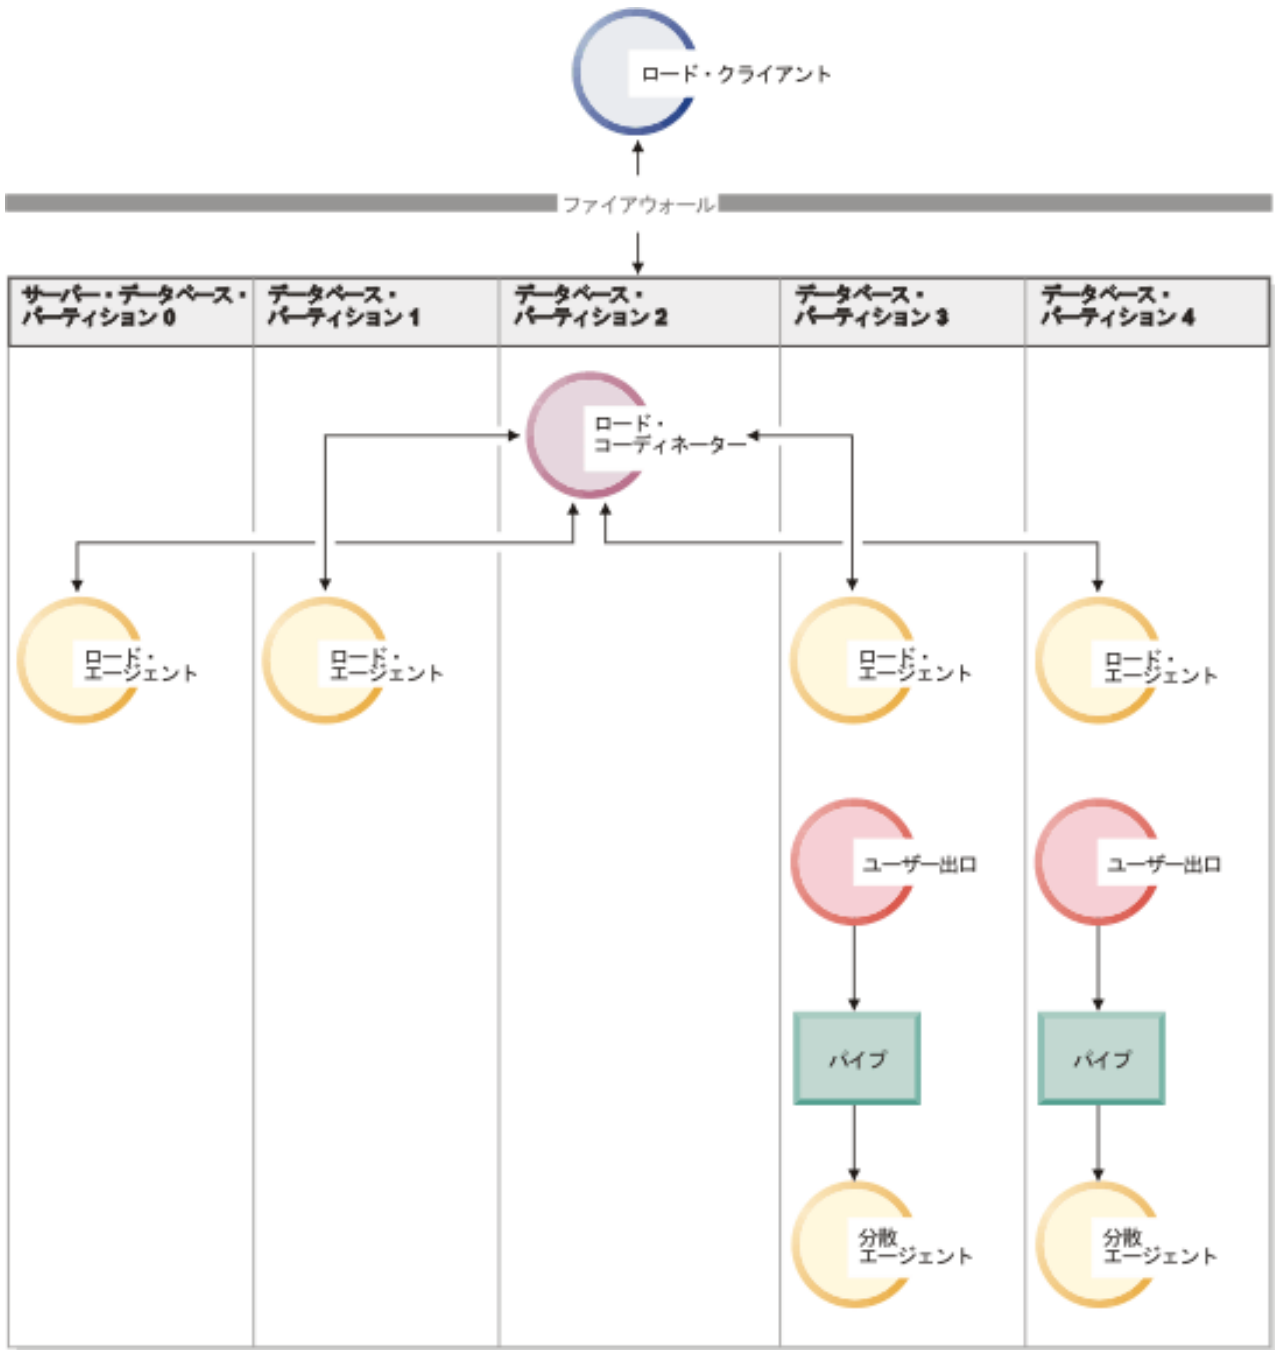 ロード・クライアント
ファイアウォール
サーバー・データベース・
パーティション 0
データベース・
パーティション 1
データベース・
パーティション 2
データベース・
パーティション 3
データベース・
パーティション 4
ロード・
コーディネーター
ロード・
エージェント
ロード・
エージェント
ロード・
エージェント
ロード・
エージェント
ユーザー出口
ユーザー出口
パイプ
パイプ
分散
エージェント
分散
エージェント